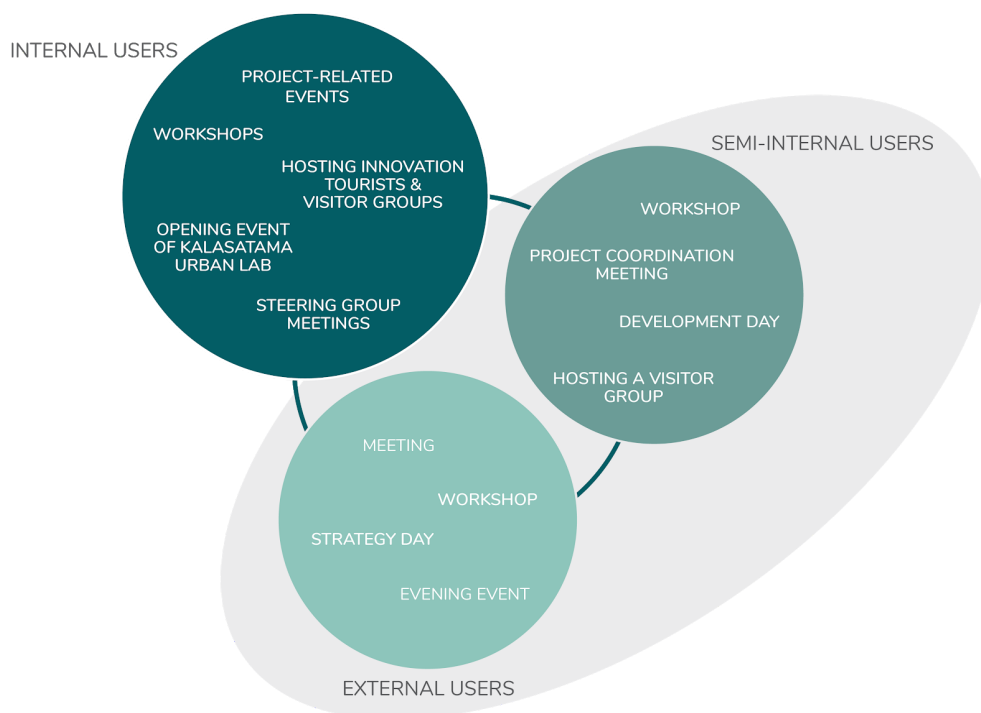 INTERNAL USERS
PROJECT-RELATED
EVENTS
WORKSHOPS
HOSTING INNOVATION
TOURISTS &
VISITOR GROUPS
OPENING EVENT
OF KALASATAMA
URBAN LAB
STEERING GROUP
MEETINGS
SEMI-INTERNAL USERS
WORKSHOP
PROJECT COORDINATION
MEETING
DEVELOPMENT DAY
HOSTING A VISITOR
GROUP
MEETING
WORKSHOP
STRATEGY DAY
EVENING EVENT
EXTERNAL USERS